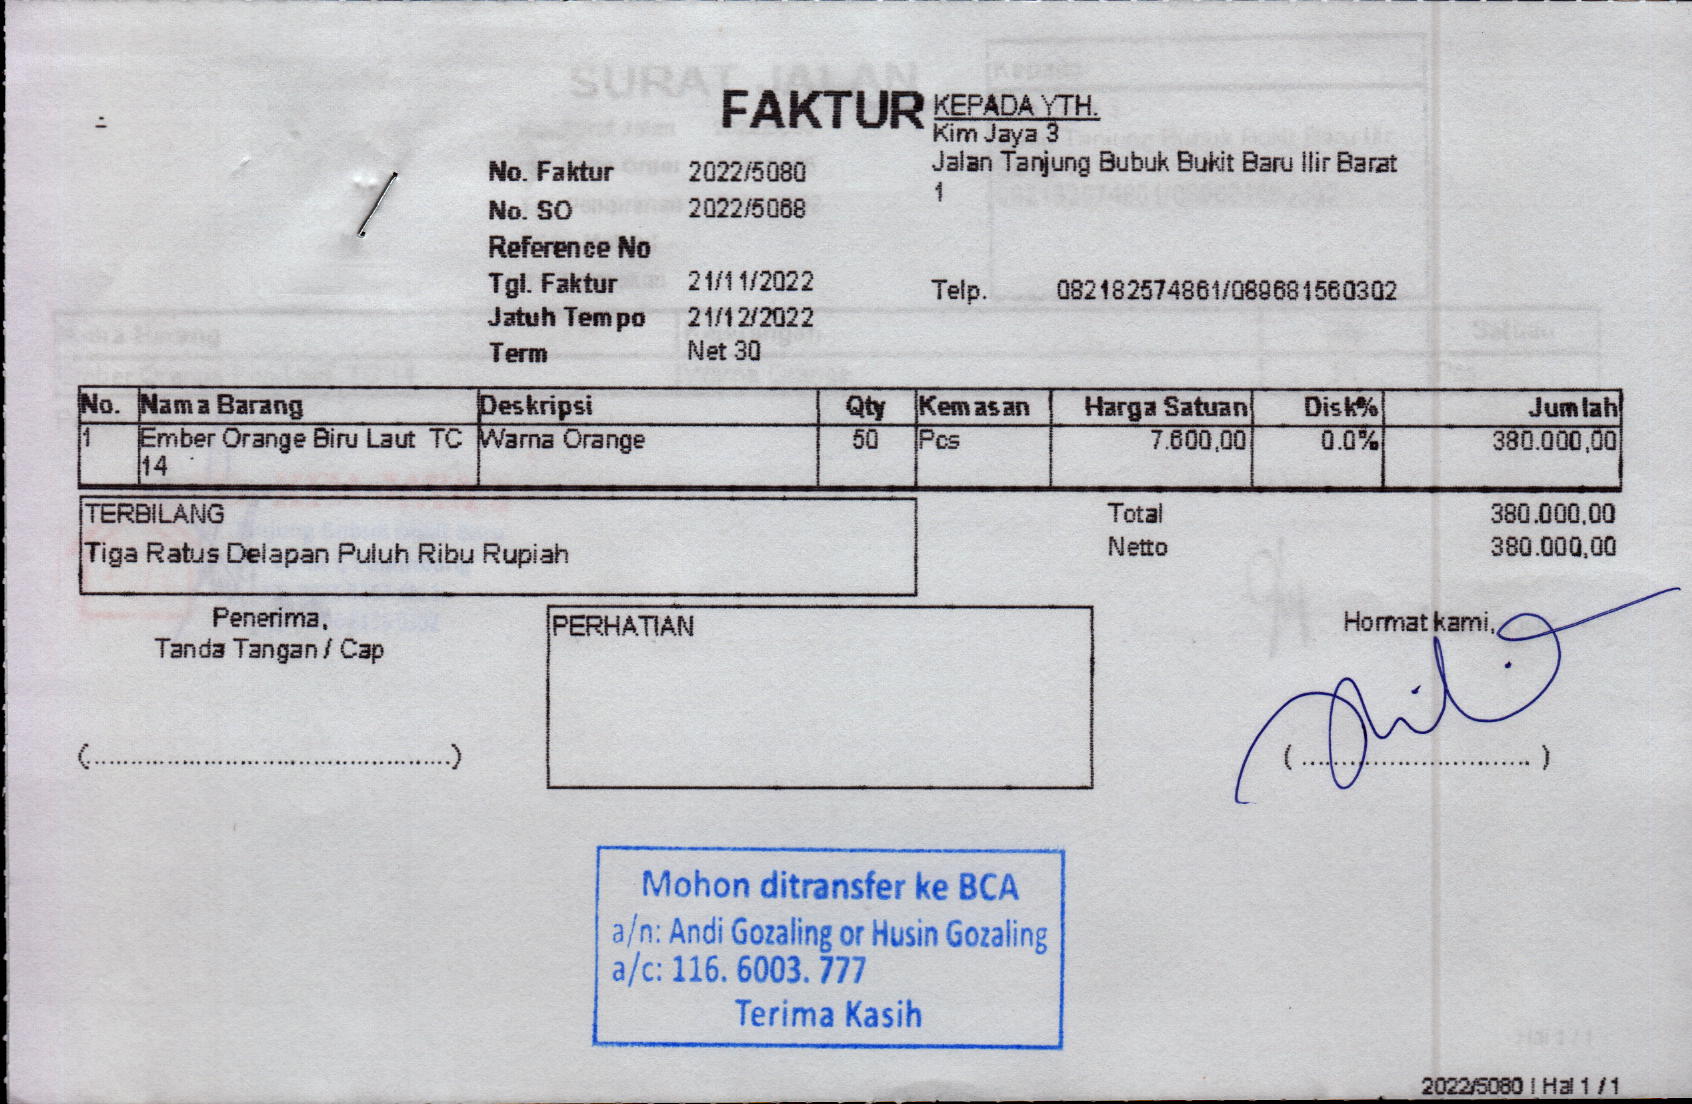 FAKTUR
KEPADA YTH.
Kim Jaya 3
Jalan Tanjung Bubuk Bukit Baru Ilir Barat
1
No. Faktur 2022/5080
No. SO 2022/5068
Reference No
Tgl. Faktur 21/11/2022
Jatuh Tempo 21/12/2022
Term Net 30
Telp. 082182574861/089681560302
No. Nama Barang Deskripsi Qty Kemasan Harga Satuan Disk% Jumlah
1 Ember Orange Biru Laut TC Warna Orange 50 Pcs 7.600,00 0.0% 380.000,00
14
TERBILANG
Tiga Ratus Delapan Puluh Ribu Rupiah
Total 380.000,00
Netto 380.000,00
Penerima,
Tanda Tangan / Cap
PERHATIAN
Hormat kami,
(................................................)
(................................)
Mohon ditransfer ke BCA
a/n: Andi Gozaling or Husin Gozaling
a/c: 116. 6003. 777
Terima Kasih
2022/5080 | Hal 1 / 1